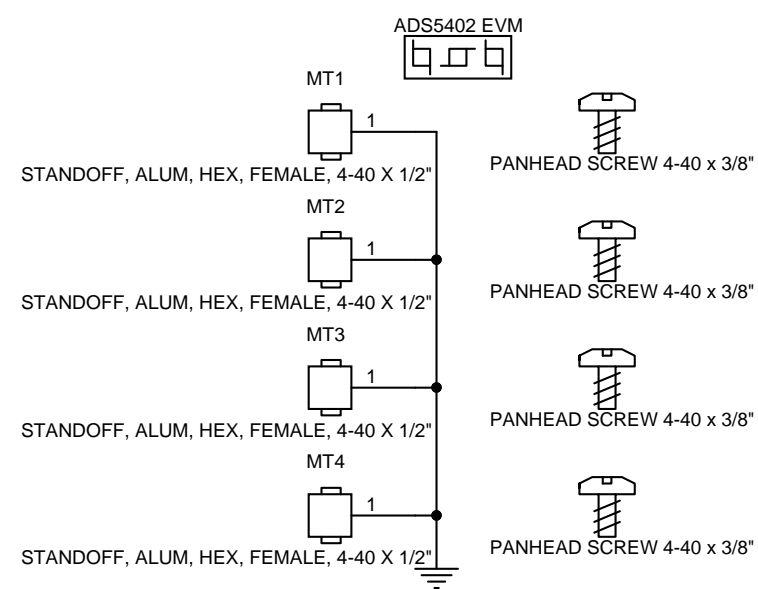 ADS5402 EVM
MT1
1
STANDOFF, ALUM, HEX, FEMALE, 4-40 X 1/2"
PANHEAD SCREW 4-40 x 3/8"
MT2
1
STANDOFF, ALUM, HEX, FEMALE, 4-40 X 1/2"
PANHEAD SCREW 4-40 x 3/8"
MT3
1
STANDOFF, ALUM, HEX, FEMALE, 4-40 X 1/2"
PANHEAD SCREW 4-40 x 3/8"
MT4
1
STANDOFF, ALUM, HEX, FEMALE, 4-40 X 1/2"
PANHEAD SCREW 4-40 x 3/8"